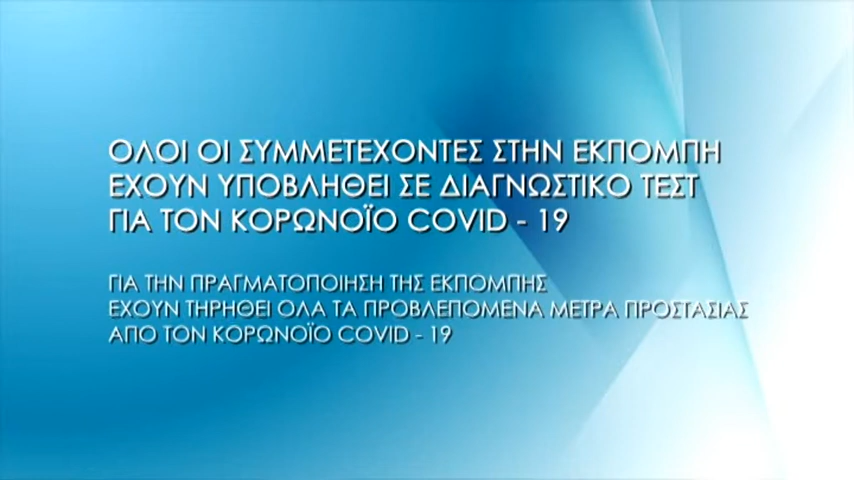 ΟΛΟΙ ΟΙ ΣΥΜΜΕΤΕΧΟΝΤΕΣ ΣΤΗΝ ΕΚΠΟΜΠΗ
ΕΧΟΥΝ ΥΠΟΒΛΗΘΕΙ ΣΕ ΔΙΑΓΝΩΣΤΙΚΟ ΤΕΣΤ
ΓΙΑ ΤΟΝ ΚΟΡΩΝΟΪΟ COVID - 19
ΓΙΑ ΤΗΝ ΠΡΑΓΜΑΤΟΠΟΙΗΣΗ ΤΗΣ ΕΚΠΟΜΠΗΣ
ΕΧΟΥΝ ΤΗΡΗΘΕΙ ΟΛΑ ΤΑ ΠΡΟΒΛΕΠΟΜΕΝΑ ΜΕΤΡΑ ΠΡΟΣΤΑΣΙΑΣ
ΑΠΟ ΤΟΝ ΚΟΡΩΝΟΪΟ COVID - 19